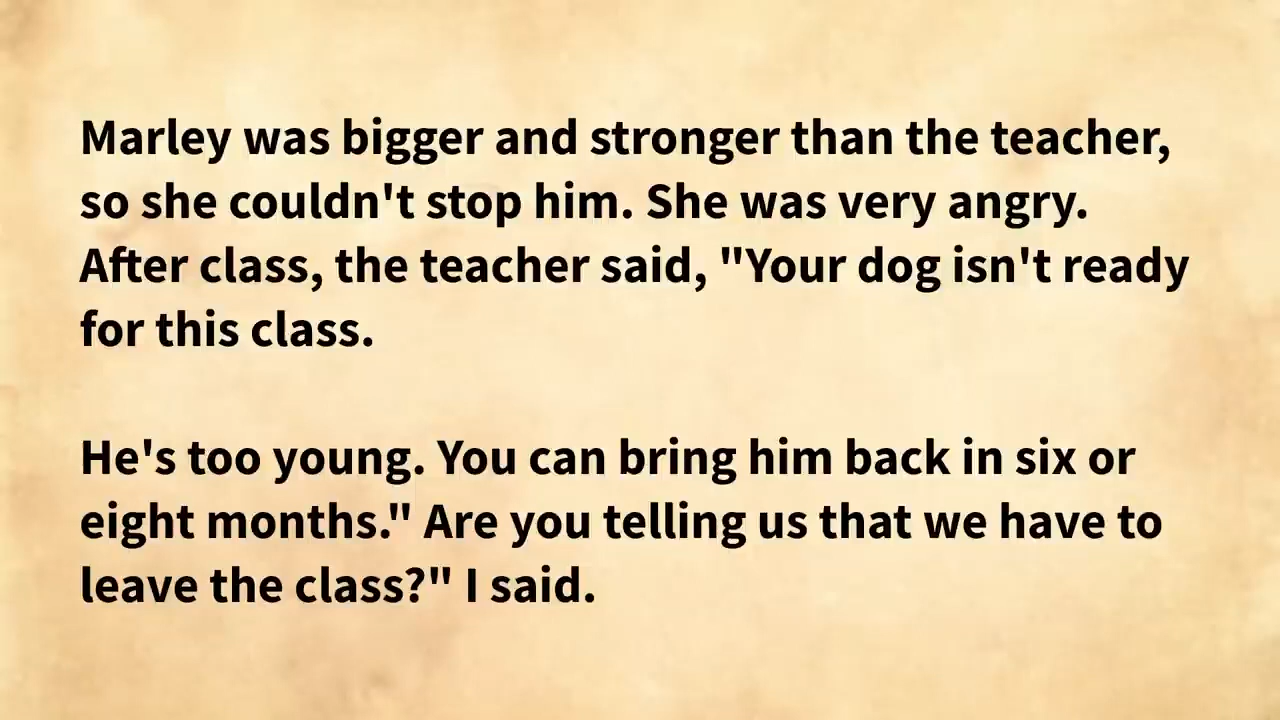 Marley was bigger and stronger than the teacher,
so she couldn't stop him. She was very angry.
After class, the teacher said, "Your dog isn't ready
for this class.
He's too young. You can bring him back in six or
eight months." Are you telling us that we have to
leave the class?" I said.